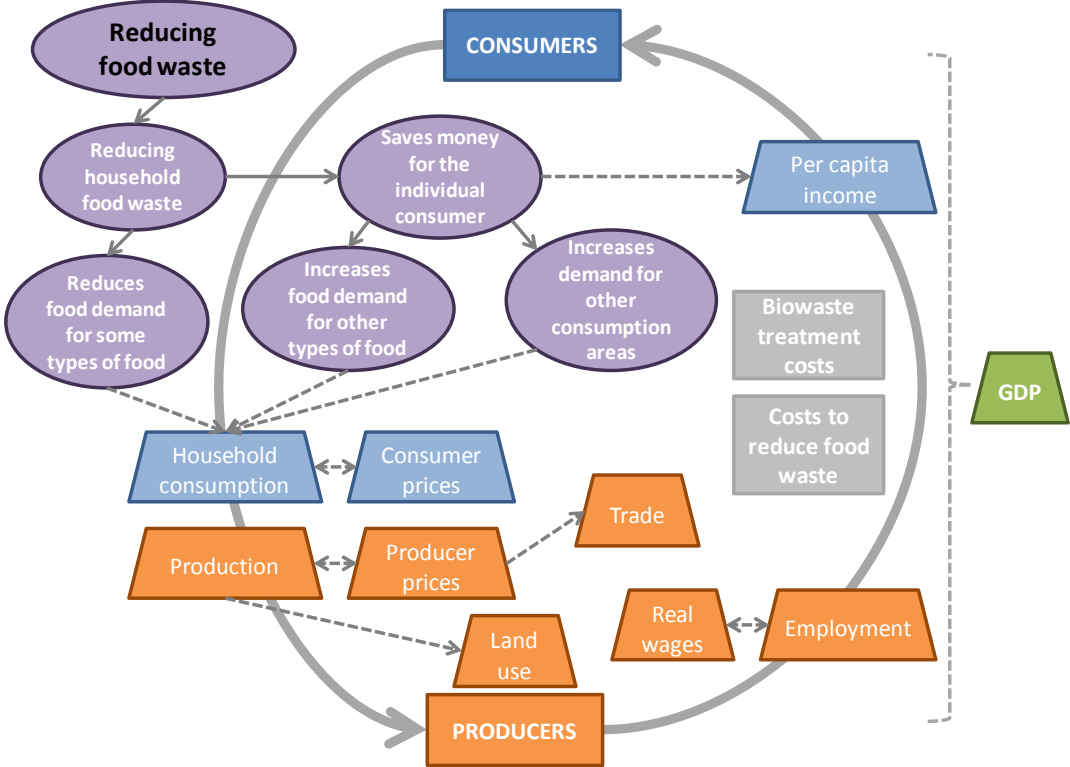 Reducing
food waste
CONSUMERS
Reducing
household
food waste
Saves money
for the
individual
consumer
Per capita
income
Reduces
food demand
for some
types of food
Increases
food demand
for other
types of food
Increases
demand for
other
consumption
areas
Biowaste
treatment
costs
GDP
Costs to
reduce food
waste
Household
consumption
Consumer
prices
Trade
Production
Producer
prices
Real
wages
Employment
Land
use
PRODUCERS